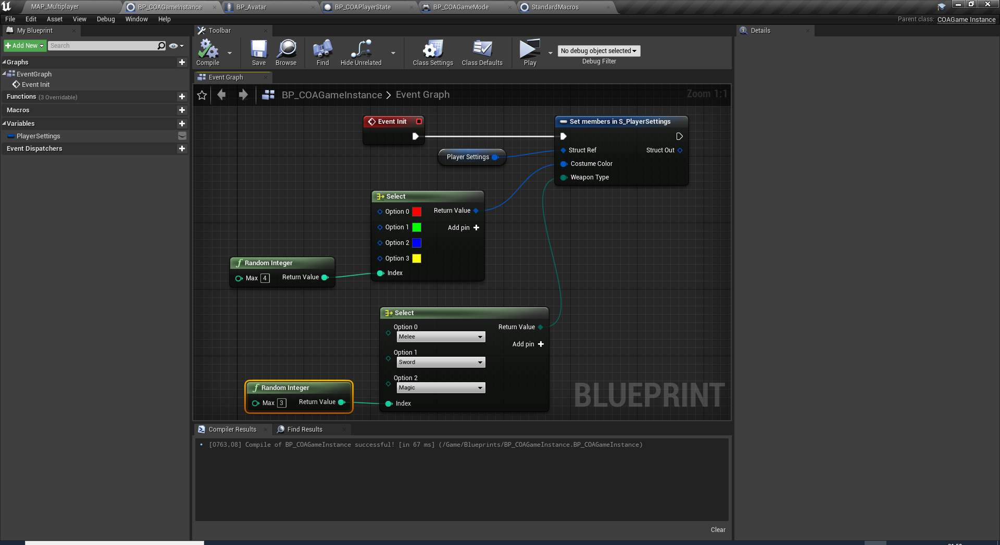 MAP_Multiplayer
BP_COAGameInstance
BP_Avatar
BP_COAPlayerState
BP_COAGameMode
StandardMacros
File Edit Asset View Debug Window Help
Parent class: COAGame Instance
My Blueprint
Toolbar
Details
Add New
Search
Compile
Save
Browse
Find
Hide Unrelated
Class Settings
Class Defaults
Play
No debug object selected
Debug Filter
Graphs
EventGraph
Event Init
Functions (3 Overridable)
Macros
Variables
PlayerSettings
Event Dispatchers
Event Graph
BP_COAGameInstance > Event Graph
Zoom 1:1
Event Init
Set members in S_PlayerSettings
Struct Ref
Struct Out
Costume Color
Weapon Type
Player Settings
Select
Option 0
Return Value
Option 1
Add pin
Option 2
Option 3
Index
Random Integer
Max 4
Return Value
Select
Option 0
Return Value
Melee
Add pin
Option 1
Sword
Option 2
Magic
Index
Random Integer
Max 3
Return Value
BLUEPRINT
Compiler Results
Find Results
[0763,08] Compile of BP_COAGameInstance successful! [in 67 ms] (/Game/Blueprints/BP_COAGameInstance.BP_COAGameInstance)
Clear